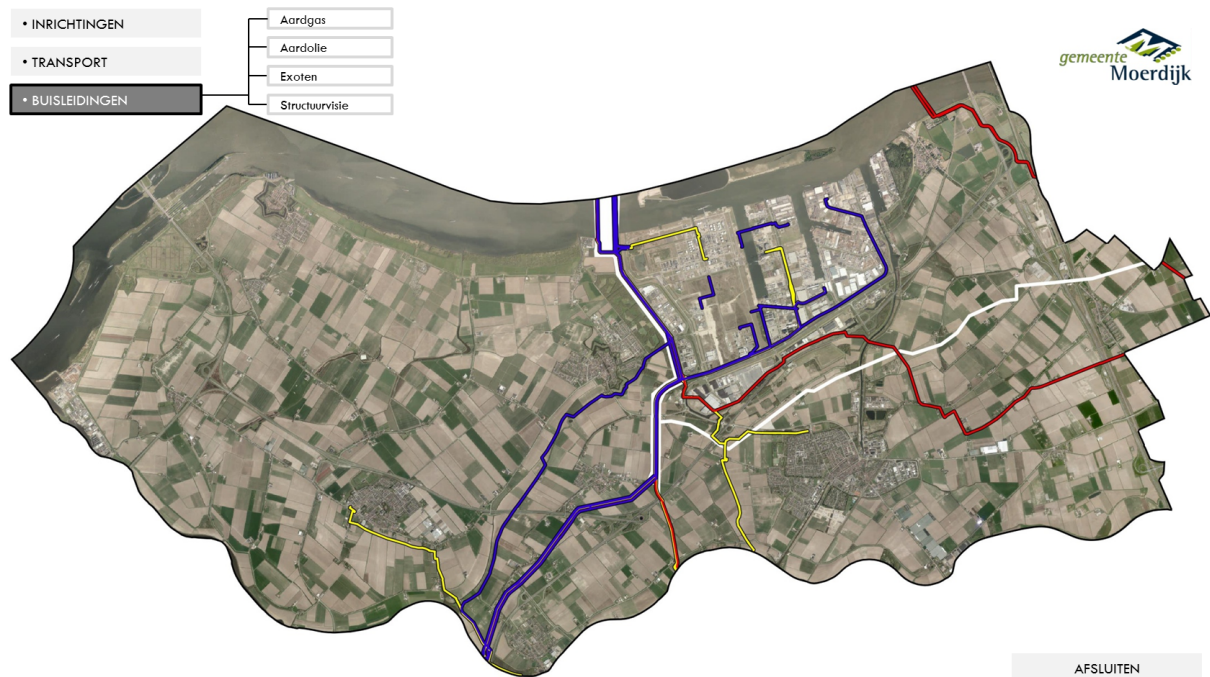 • INRICHTINGEN
• TRANSPORT
• BUISLEIDINGEN
Aardgas
Aardolie
Exoten
Structuurvisie
gemeente
Moerdijk
AFSLUITEN